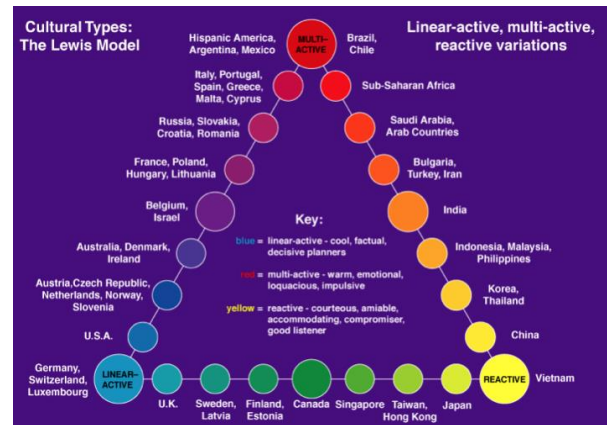 Cultural Types:
The Lewis Model
Linear-active, multi-active,
reactive variations
Hispanic America,
Argentina, Mexico
MULTI-
ACTIVE
Brazil,
Chile
Italy, Portugal,
Spain, Greece,
Malta, Cyprus
Sub-Saharan Africa
Russia, Slovakia,
Croatia, Romania
Saudi Arabia,
Arab Countries
France, Poland,
Hungary, Lithuania
Bulgaria,
Turkey, Iran
Belgium,
Israel
India
Key:
blue = linear-active - cool, factual,
decisive planners
red = multi-active - warm, emotional,
loquacious, impulsive
yellow = reactive - courteous, amiable,
accommodating, compromiser,
good listener
Australia, Denmark,
Ireland
Indonesia, Malaysia,
Philippines
Austria,Czech Republic,
Netherlands, Norway,
Slovenia
Korea,
Thailand
U.S.A.
China
Germany,
Switzerland,
Luxembourg
LINEAR-
ACTIVE
REACTIVE
Vietnam
U.K.
Sweden,
Latvia
Finland,
Estonia
Canada
Singapore
Taiwan,
Hong Kong
Japan